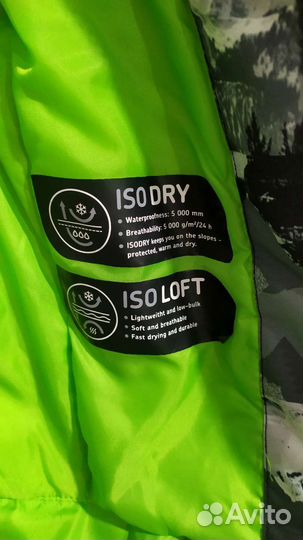 ISODRY
• Waterproofness: 5 000 mm
• Breathability: 5 000 g/m²/24 h
• ISODRY keeps you on the slopes -
protected, warm and dry.
ISOLOFT
• Lightweitht and low-bulk
• Soft and breathable
• Fast drying and durable
Avito